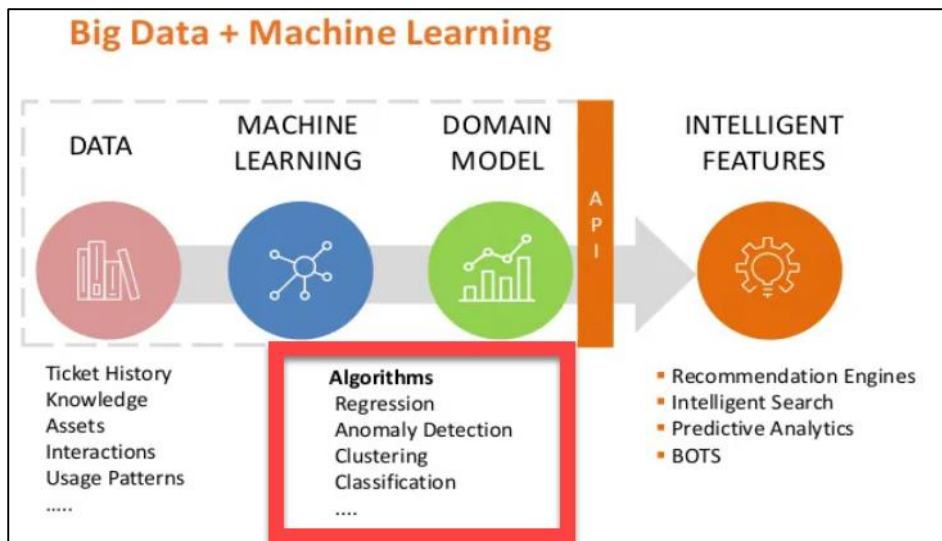 Big Data + Machine Learning
DATA
MACHINE
LEARNING
DOMAIN
MODEL
API
INTELLIGENT
FEATURES
Ticket History
Knowledge
Assets
Interactions
Usage Patterns
.....
Algorithms
Regression
Anomaly Detection
Clustering
Classification
....
Recommendation Engines
Intelligent Search
Predictive Analytics
BOTS